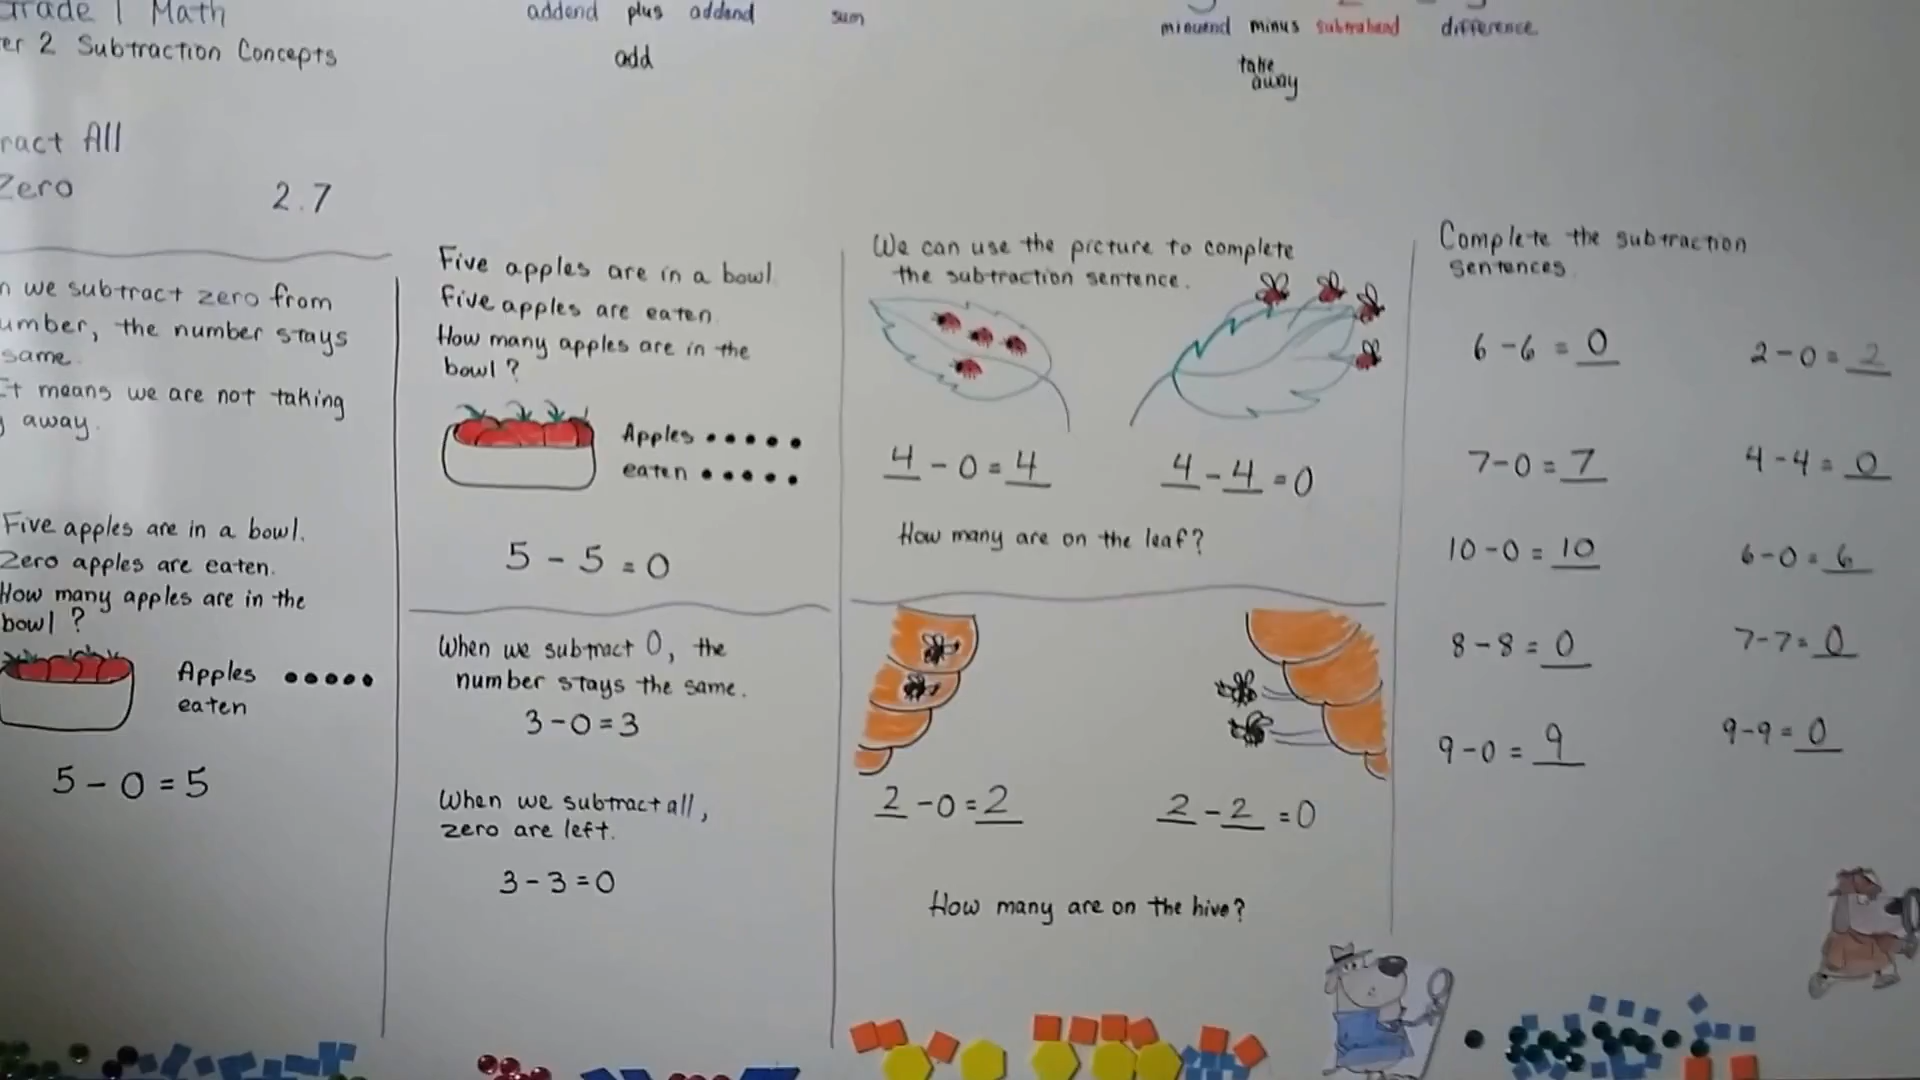 Grade 1 Math
er 2 Subtraction Concepts
addend plus addend sum
add
minuend minus subtrahend difference
take
away
ract All
Zero 2.7
n we subtract zero from
umber, the number stays
same.
It means we are not taking
away.
Five apples are in a bowl.
Zero apples are eaten.
How many apples are in the
bowl?
Apples
eaten
5 - 0 = 5
Five apples are in a bowl.
Five apples are eaten.
How many apples are in the
bowl?
Apples
eaten
5 - 5 = 0
When we subtract 0, the
number stays the same.
3 - 0 = 3
When we subtract all,
zero are left.
3 - 3 = 0
We can use the picture to complete
the subtraction sentence.
4 - 0 = 4 4 - 4 = 0
How many are on the leaf?
2 - 0 = 2 2 - 2 = 0
How many are on the hive?
Complete the subtraction
sentences.
6 - 6 = 0 2 - 0 = 2
7 - 0 = 7 4 - 4 = 0
10 - 0 = 10 6 - 0 = 6
8 - 8 = 0 7 - 7 = 0
9 - 0 = 9 9 - 9 = 0